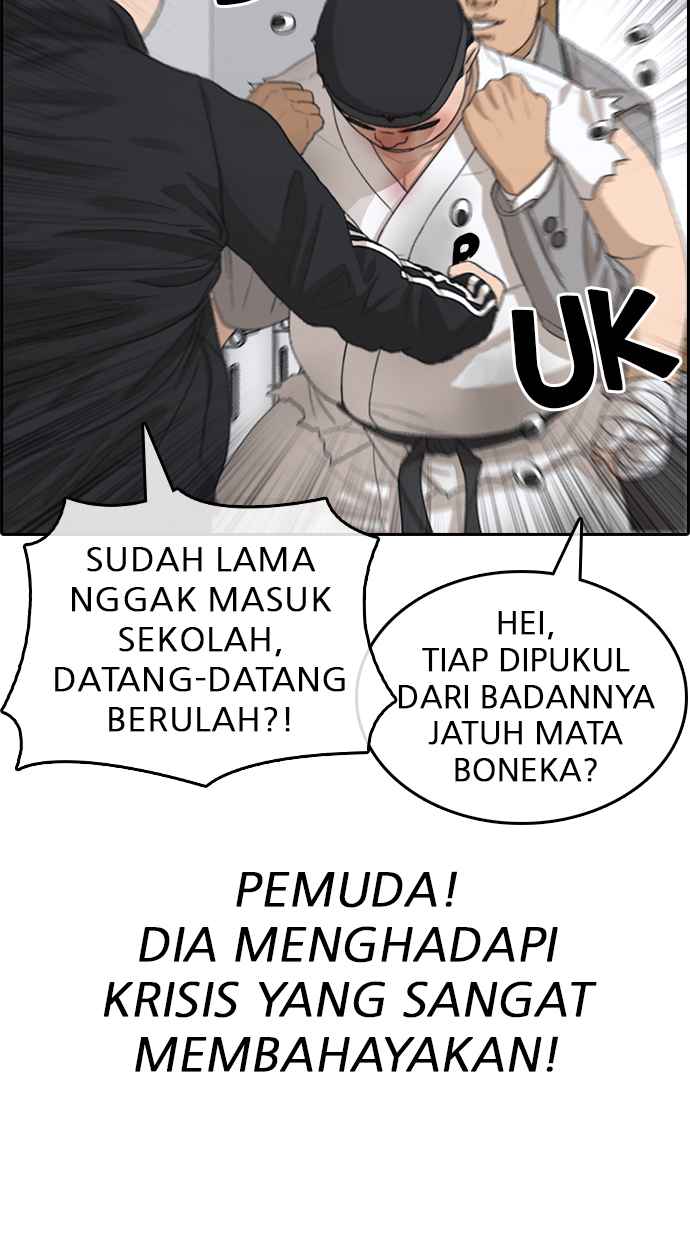 UK
SUDAH LAMA
NGGAK MASUK
SEKOLAH,
DATANG-DATANG
BERULAH?!
HEI,
TIAP DIPUKUL
DARI BADANNYA
JATUH MATA
BONEKA?
PEMUDA!
DIA MENGHADAPI
KRISIS YANG SANGAT
MEMBAHAYAKAN!